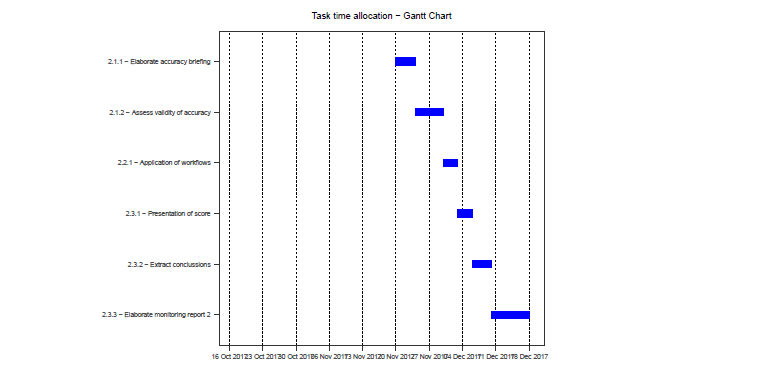 Task time allocation − Gantt Chart
2.1.1 − Elaborate accuracy briefing
2.1.2 − Assess validity of accuracy
2.2.1 − Application of workflows
2.3.1 − Presentation of score
2.3.2 − Extract conclussions
2.3.3 − Elaborate monitoring report 2
16 Oct 2017 23 Oct 2017 30 Oct 2017 06 Nov 2017 13 Nov 2017 20 Nov 2017 27 Nov 2017 04 Dec 2017 11 Dec 2017 18 Dec 2017